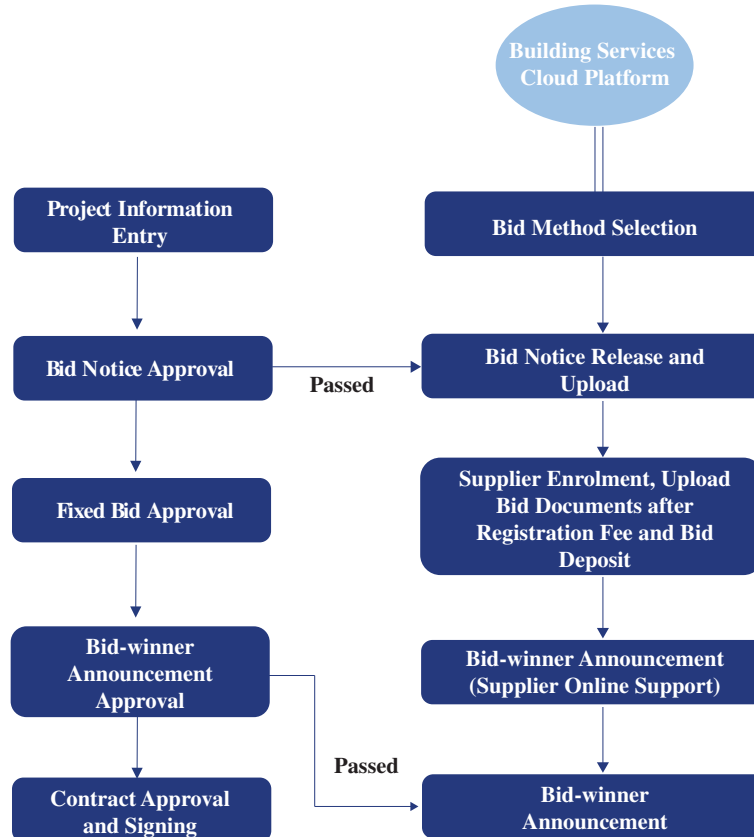 Building Services
Cloud Platform
Project Information
Entry
Bid Method Selection
Bid Notice Approval
Passed
Bid Notice Release and
Upload
Fixed Bid Approval
Supplier Enrolment, Upload
Bid Documents after
Registration Fee and Bid
Deposit
Bid-winner
Announcement
Approval
Bid-winner Announcement
(Supplier Online Support)
Passed
Contract Approval
and Signing
Bid-winner
Announcement